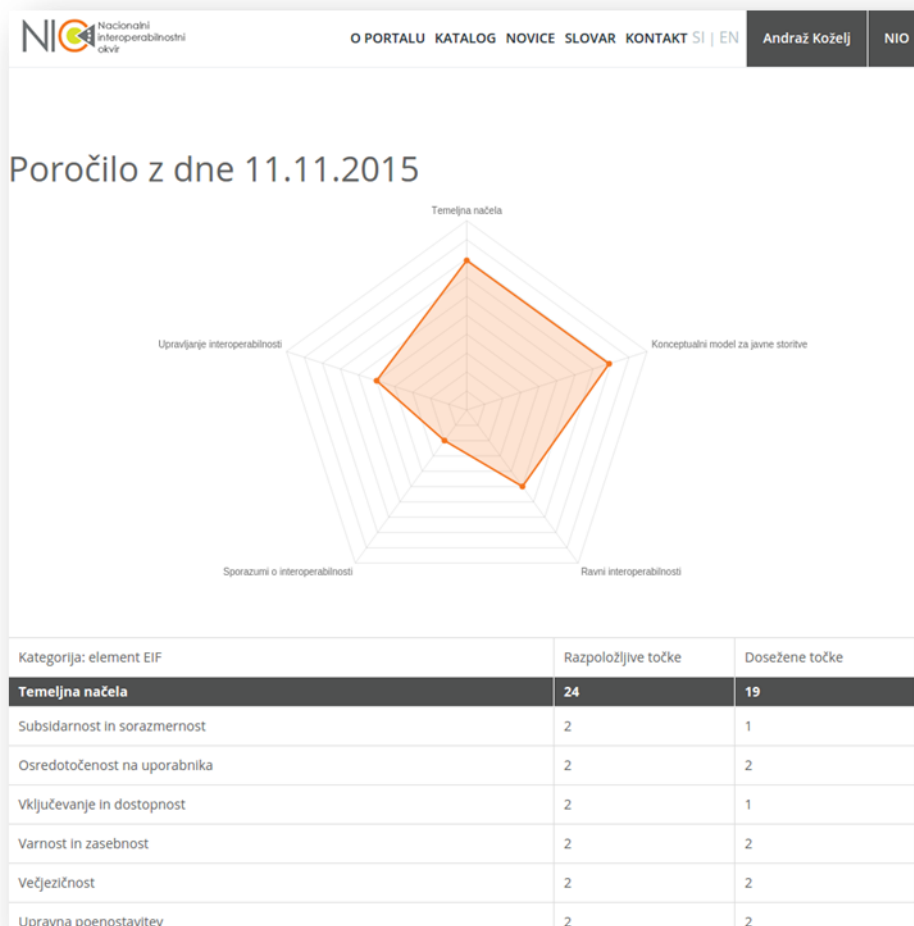 NIO Nacionalni
interoperabilnostni
okvir
O PORTALU KATALOG NOVICE SLOVAR KONTAKT SI | EN Andraž Koželj NIO
Poročilo z dne 11.11.2015
Temeljna načela
Upravljanje interoperabilnosti
Konceptualni model za javne storitve
Sporazumi o interoperabilnosti
Ravni interoperabilnosti
Kategorija: element EIF Razpoložljive točke Dosežene točke
Temeljna načela 24 19
Subsidarnost in sorazmernost 2 1
Osredotočenost na uporabnika 2 2
Vključevanje in dostopnost 2 1
Varnost in zasebnost 2 2
Večjezičnost 2 2
Upravna poenostavitev 2 2